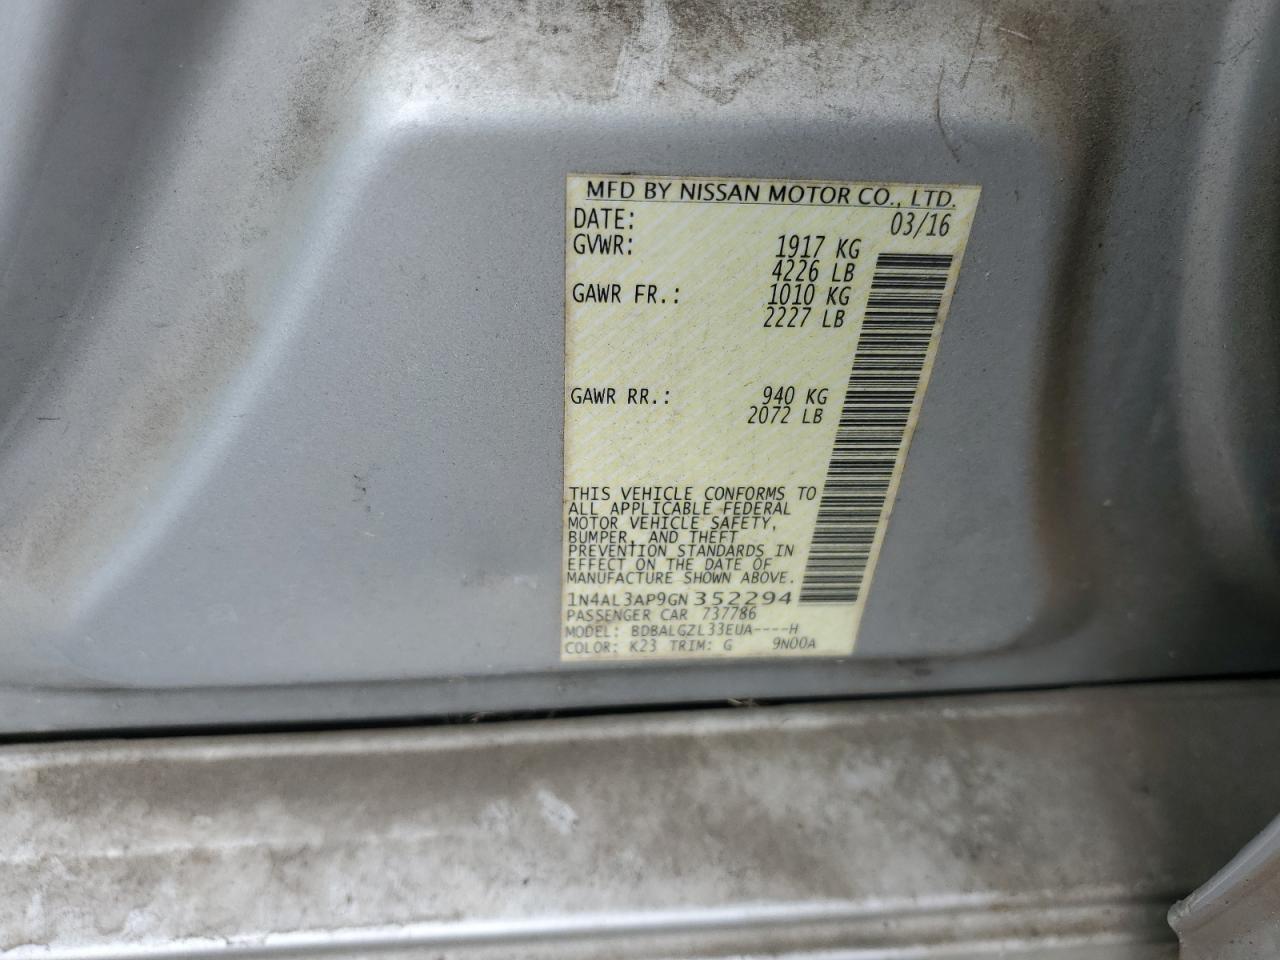 MFD BY NISSAN MOTOR CO., LTD.
DATE: 03/16
GVWR: 1917 KG
4226 LB
GAWR FR.: 1010 KG
2227 LB
GAWR RR.: 940 KG
2072 LB
THIS VEHICLE CONFORMS TO
ALL APPLICABLE FEDERAL
MOTOR VEHICLE SAFETY,
BUMPER, AND THEFT
PREVENTION STANDARDS IN
EFFECT ON THE DATE OF
MANUFACTURE SHOWN ABOVE.
1N4AL3AP9GN352294
PASSENGER CAR 737786
MODEL: BDBALGZL33EUA----H
COLOR: K23 TRIM: G 9N00A